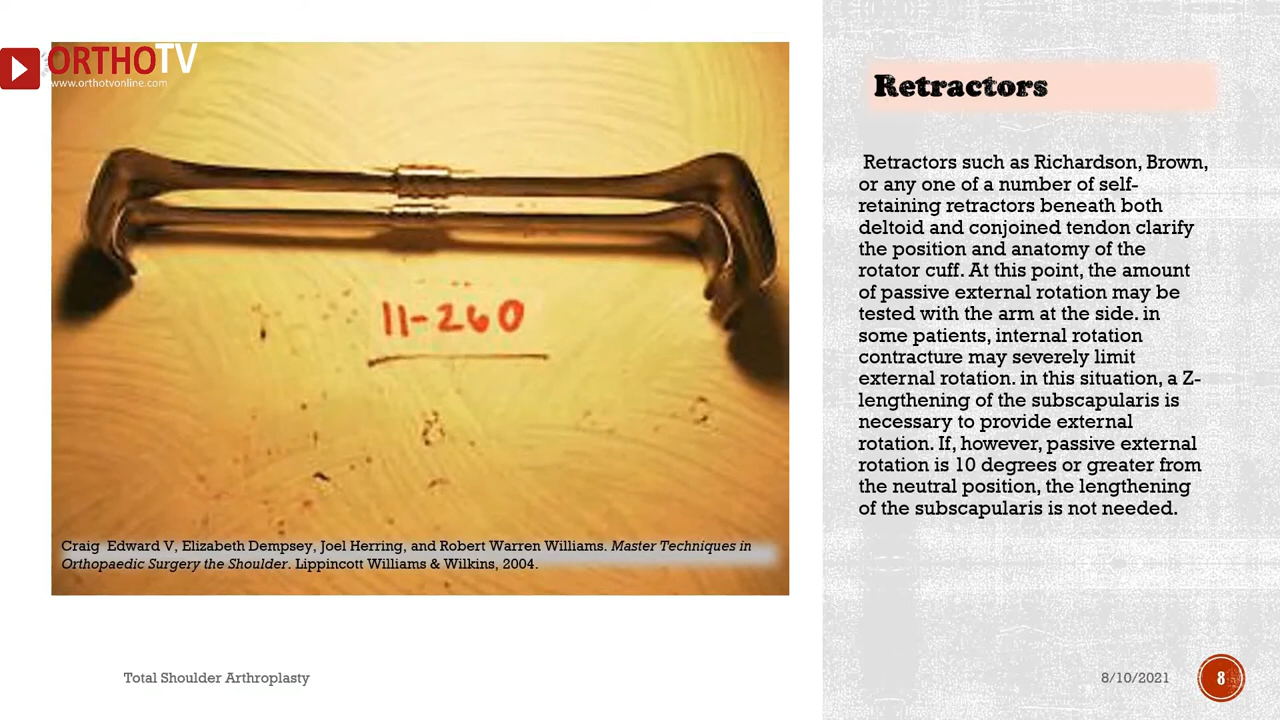 ORTHOTV
www.orthotvonline.com
Retractors
Retractors such as Richardson, Brown,
or any one of a number of self-
retaining retractors beneath both
deltoid and conjoined tendon clarify
the position and anatomy of the
rotator cuff. At this point, the amount
of passive external rotation may be
tested with the arm at the side. in
some patients, internal rotation
contracture may severely limit
external rotation. in this situation, a Z-
lengthening of the subscapularis is
necessary to provide external
rotation. If, however, passive external
rotation is 10 degrees or greater from
the neutral position, the lengthening
of the subscapularis is not needed.
11-260
Craig Edward V, Elizabeth Dempsey, Joel Herring, and Robert Warren Williams. Master Techniques in
Orthopaedic Surgery the Shoulder. Lippincott Williams & Wilkins, 2004.
Total Shoulder Arthroplasty
8/10/2021
8